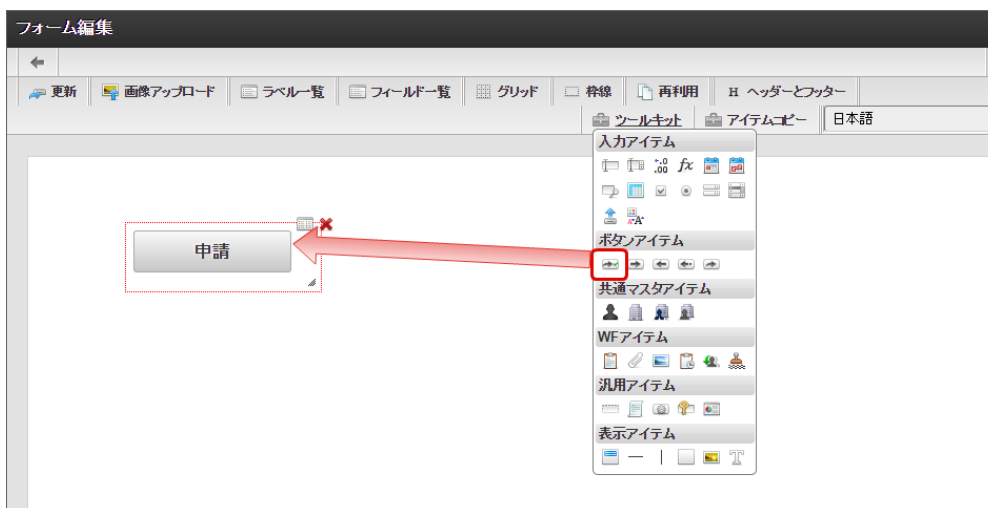 フォーム編集
更新 画像アップロード ラベル一覧 フィールド一覧 グリッド 枠線 再利用 H ヘッダーとフッター
ツールキット アイテムコピー 日本語
入力アイテム
ボタンアイテム
共通マスタアイテム
WFアイテム
汎用アイテム
表示アイテム
申請